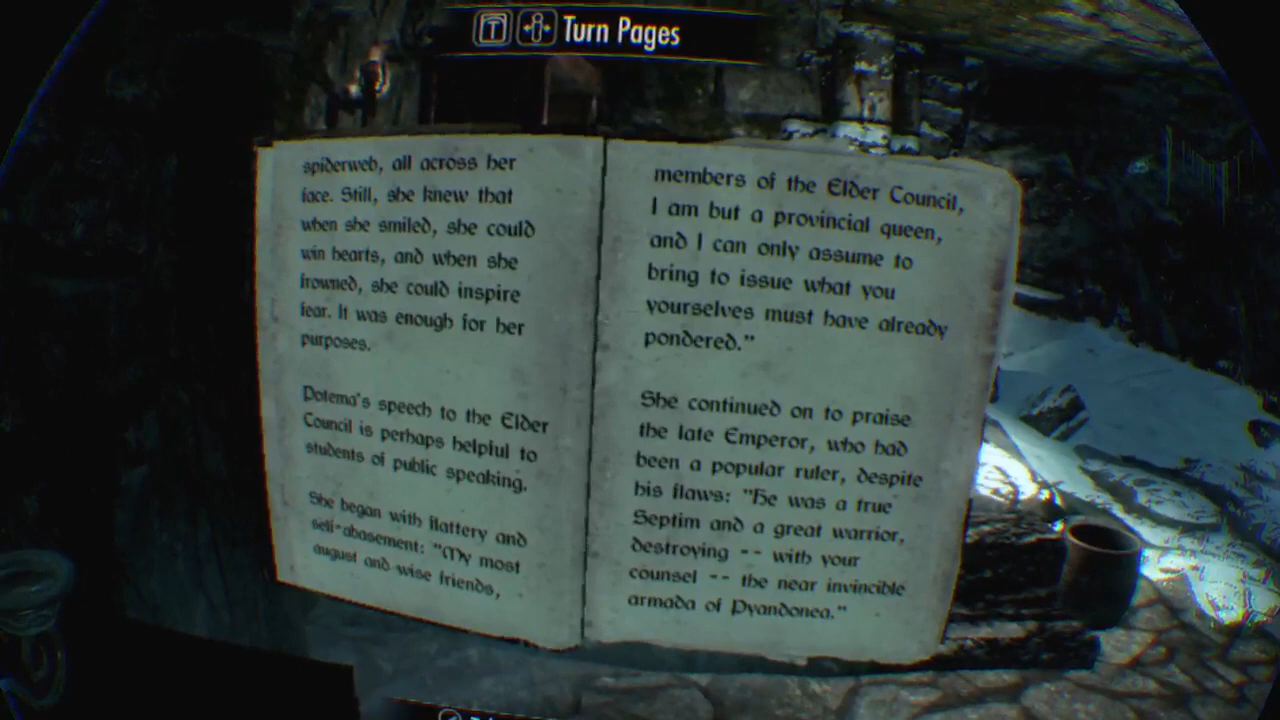 T Turn Pages
spiderweb, all across her
face. Still, she knew that
when she smiled, she could
win hearts, and when she
frowned, she could inspire
fear. It was enough for her
purposes.
Potema's speech to the Elder
Council is perhaps helpful to
students of public speaking.
She began with flattery and
self-abasement: "My most
august and wise friends,
members of the Elder Council,
I am but a provincial queen,
and I can only assume to
bring to issue what you
yourselves must have already
pondered."
She continued on to praise
the late Emperor, who had
been a popular ruler, despite
his flaws: "He was a true
Septim and a great warrior,
destroying -- with your
counsel -- the near invincible
armada of Pyandonea."